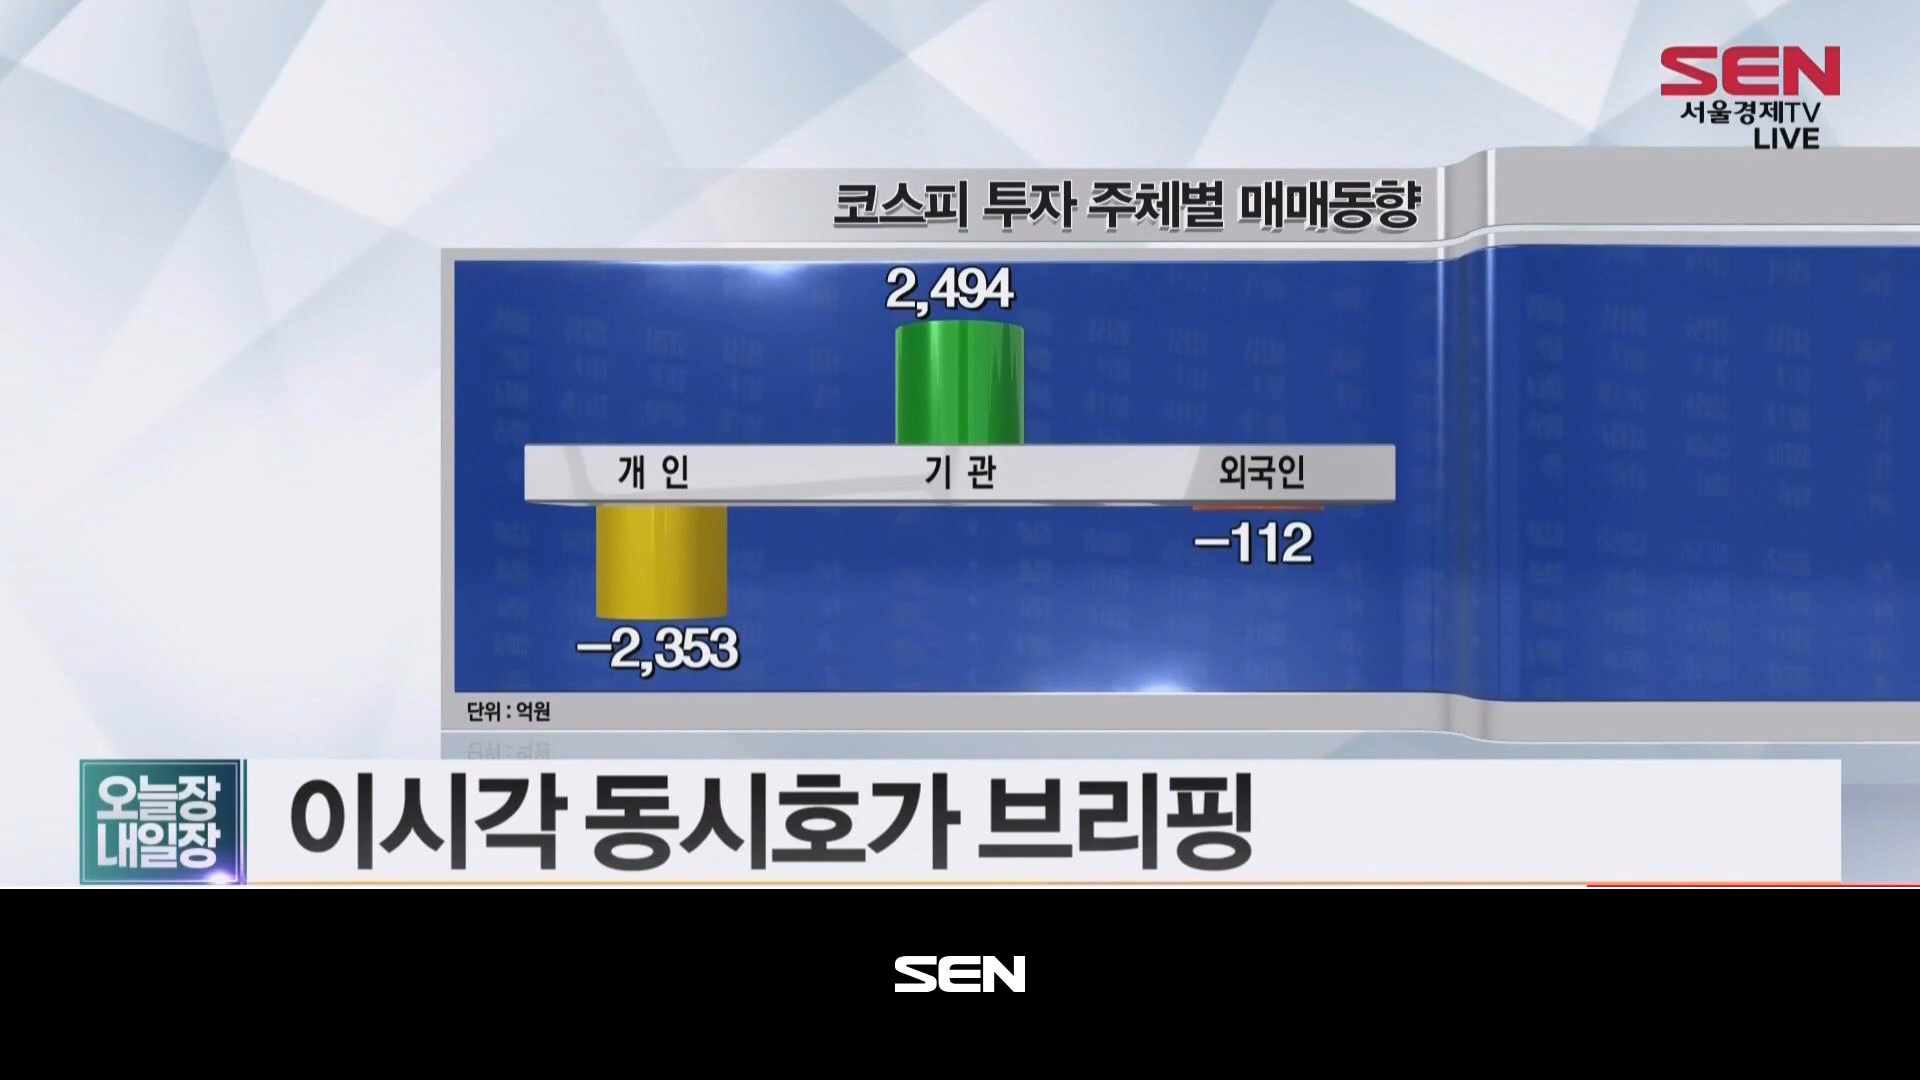 SEN
서울경제TV
LIVE
코스피 투자 주체별 매매동향
2,494
개 인
기 관
외국인
-112
-2,353
단위 : 억원
오늘장
내일장
이시각 동시호가 브리핑
SEN